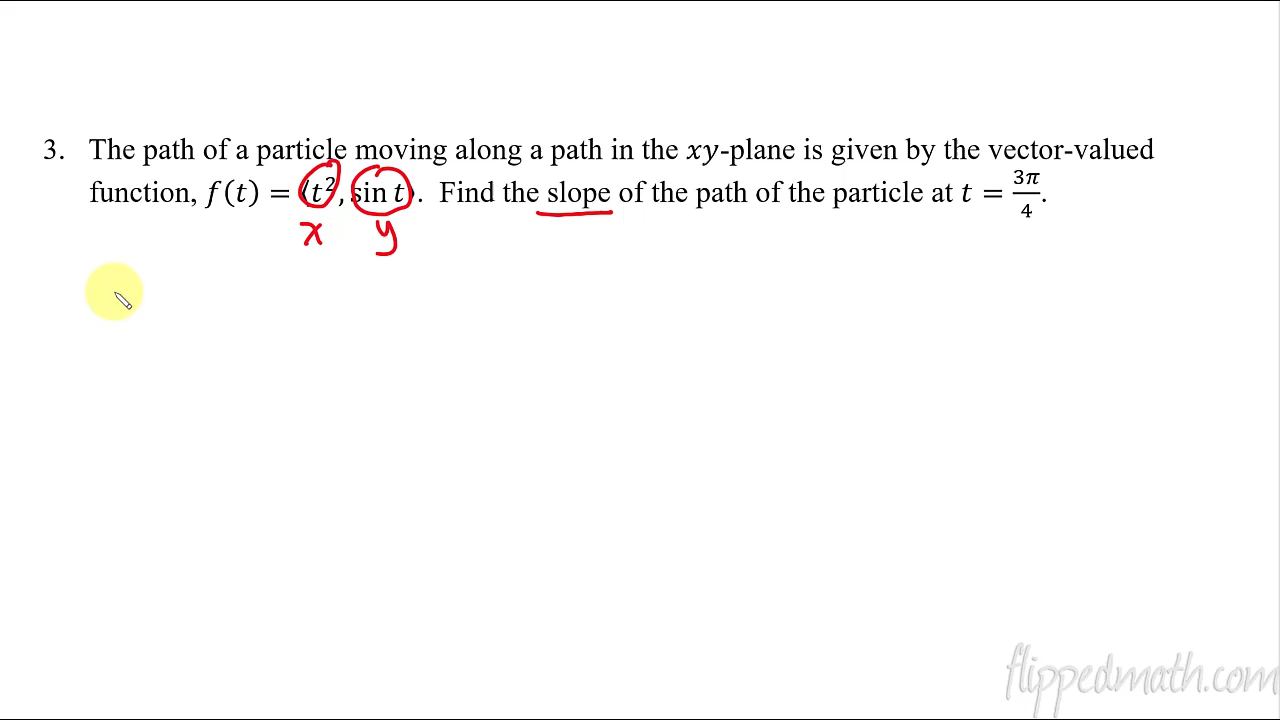 3. The path of a particle moving along a path in the 𝑥𝑦-plane is given by the vector-valued
function, 𝑓(𝑡) = ⟨𝑡², sin 𝑡⟩. Find the slope of the path of the particle at 𝑡 = 3𝜋/4.
x y
flippedmath.com